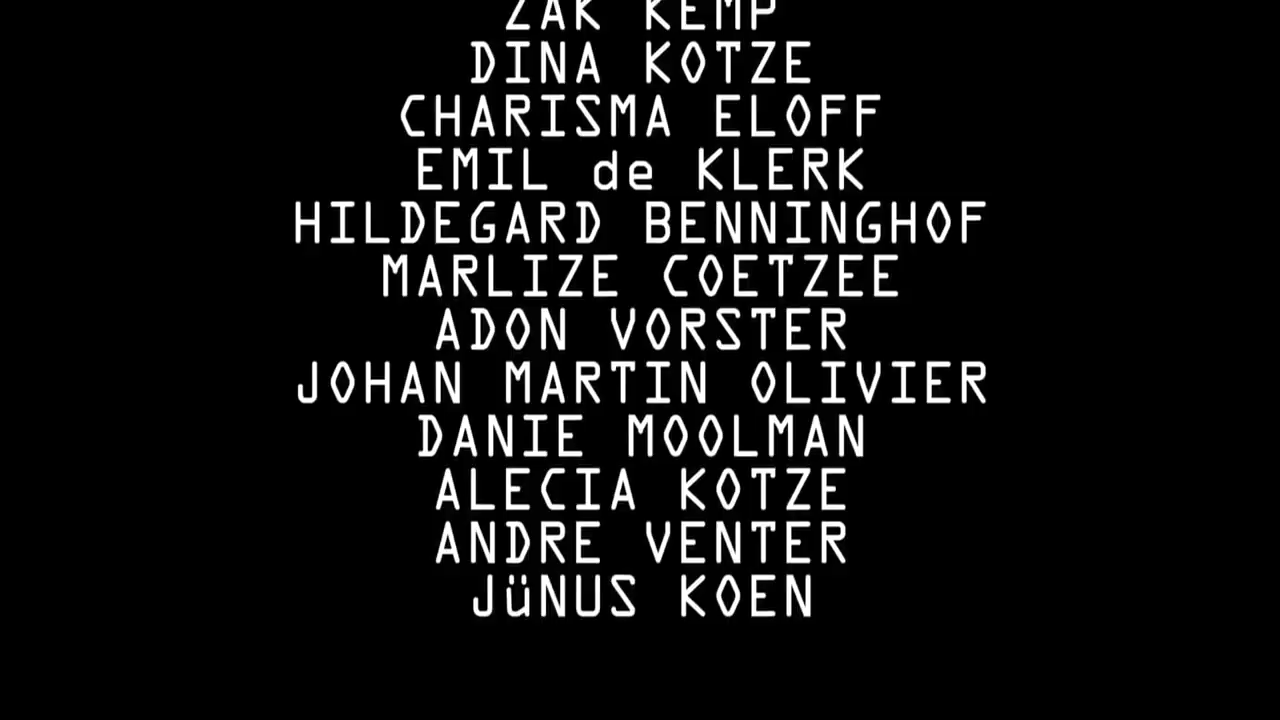 ZAK KEMP
DINA KOTZE
CHARISMA ELOFF
EMIL de KLERK
HILDEGARD BENNINGHOF
MARLIZE COETZEE
ADON VORSTER
JOHAN MARTIN OLIVIER
DANIE MOOLMAN
ALECIA KOTZE
ANDRE VENTER
JüNUS KOEN